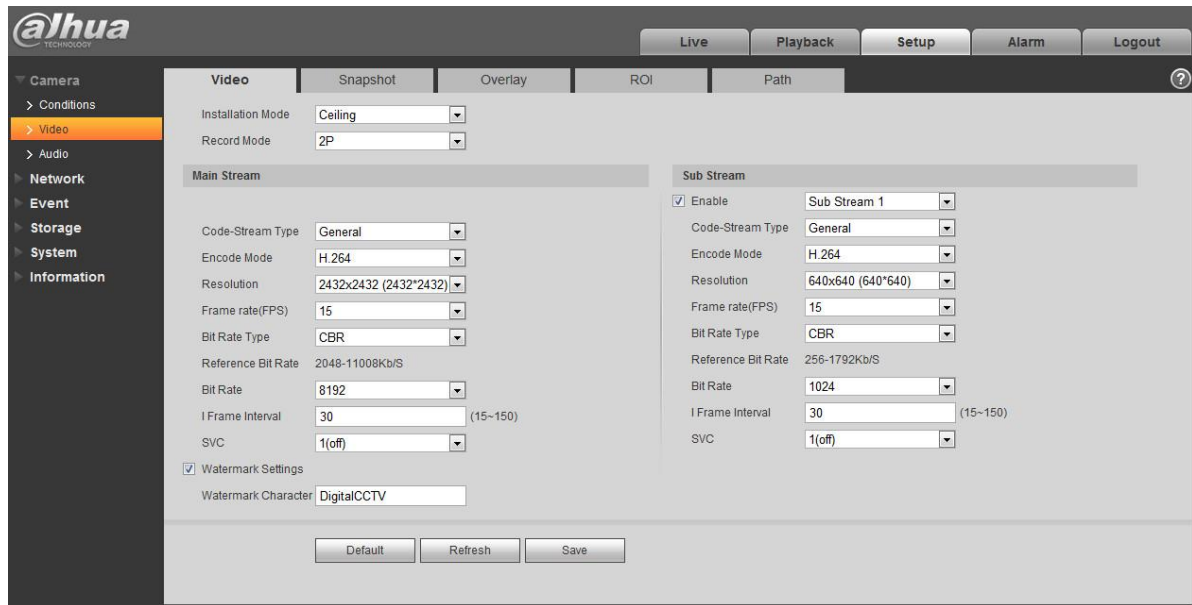 alhua
TECHNOLOGY
Live Playback Setup Alarm Logout
Camera
Conditions
Video
Audio
Network
Event
Storage
System
Information
Video Snapshot Overlay ROI Path
?
Installation Mode Ceiling
Record Mode 2P
Main Stream
Code-Stream Type General
Encode Mode H.264
Resolution 2432x2432 (2432*2432)
Frame rate(FPS) 15
Bit Rate Type CBR
Reference Bit Rate 2048-11008Kb/S
Bit Rate 8192
I Frame Interval 30 (15~150)
SVC 1(off)
Watermark Settings
Watermark Character DigitalCCTV
Sub Stream
Enable Sub Stream 1
Code-Stream Type General
Encode Mode H.264
Resolution 640x640 (640*640)
Frame rate(FPS) 15
Bit Rate Type CBR
Reference Bit Rate 256-1792Kb/S
Bit Rate 1024
I Frame Interval 30 (15~150)
SVC 1(off)
Default Refresh Save